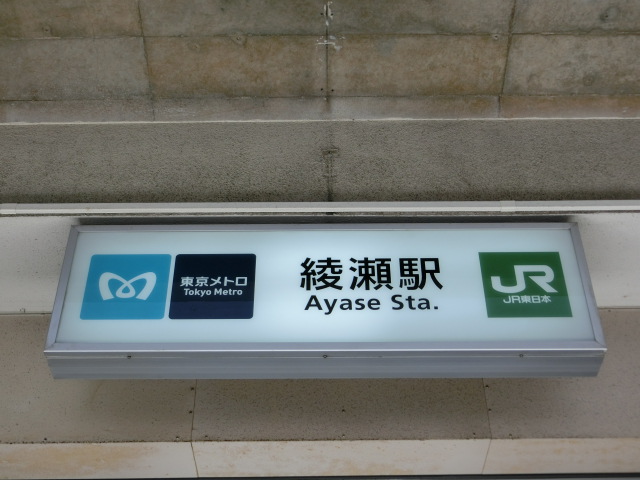 東京メトロ
Tokyo Metro
綾瀬駅
Ayase Sta.
JR
JR東日本